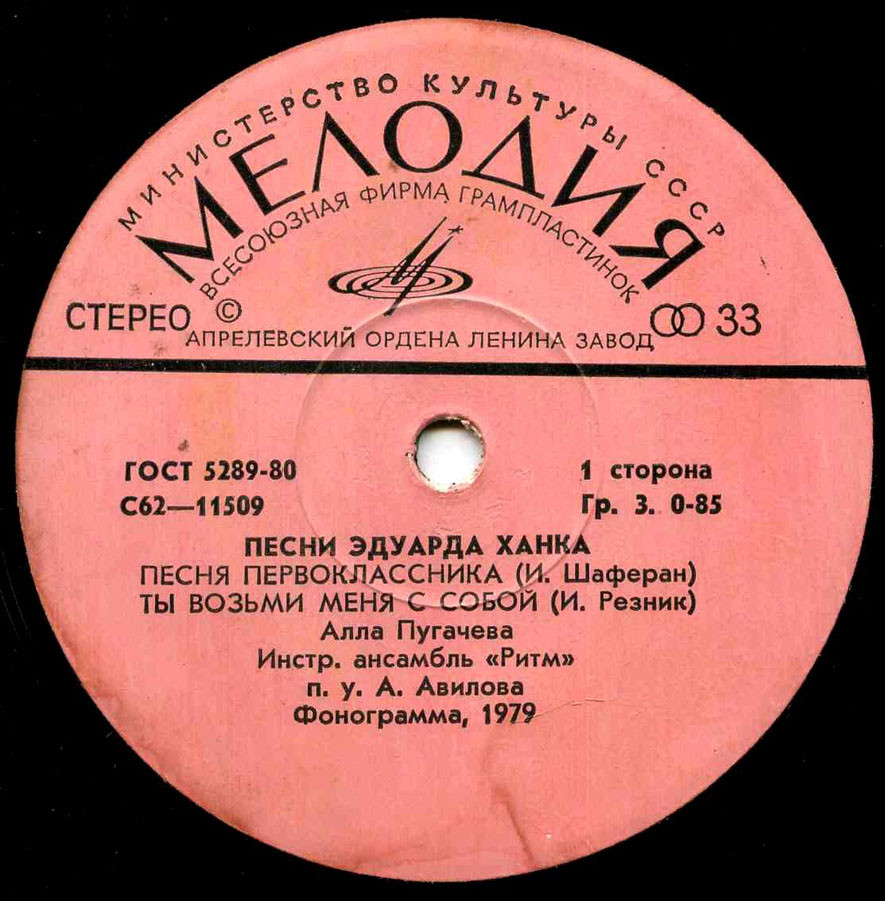 МИНИСТЕРСТВО КУЛЬТУРЫ СССР
МЕЛОДИЯ
ВСЕСОЮЗНАЯ ФИРМА ГРАМПЛАСТИНОК
СТЕРЕО © 33
АПРЕЛЕВСКИЙ ОРДЕНА ЛЕНИНА ЗАВОД
ГОСТ 5289-80 1 сторона
С62—11509 Гр. 3. 0-85
ПЕСНИ ЭДУАРДА ХАНКА
ПЕСНЯ ПЕРВОКЛАССНИКА (И. Шаферан)
ТЫ ВОЗЬМИ МЕНЯ С СОБОЙ (И. Резник)
Алла Пугачева
Инстр. ансамбль «Ритм»
п. у. А. Авилова
Фонограмма, 1979